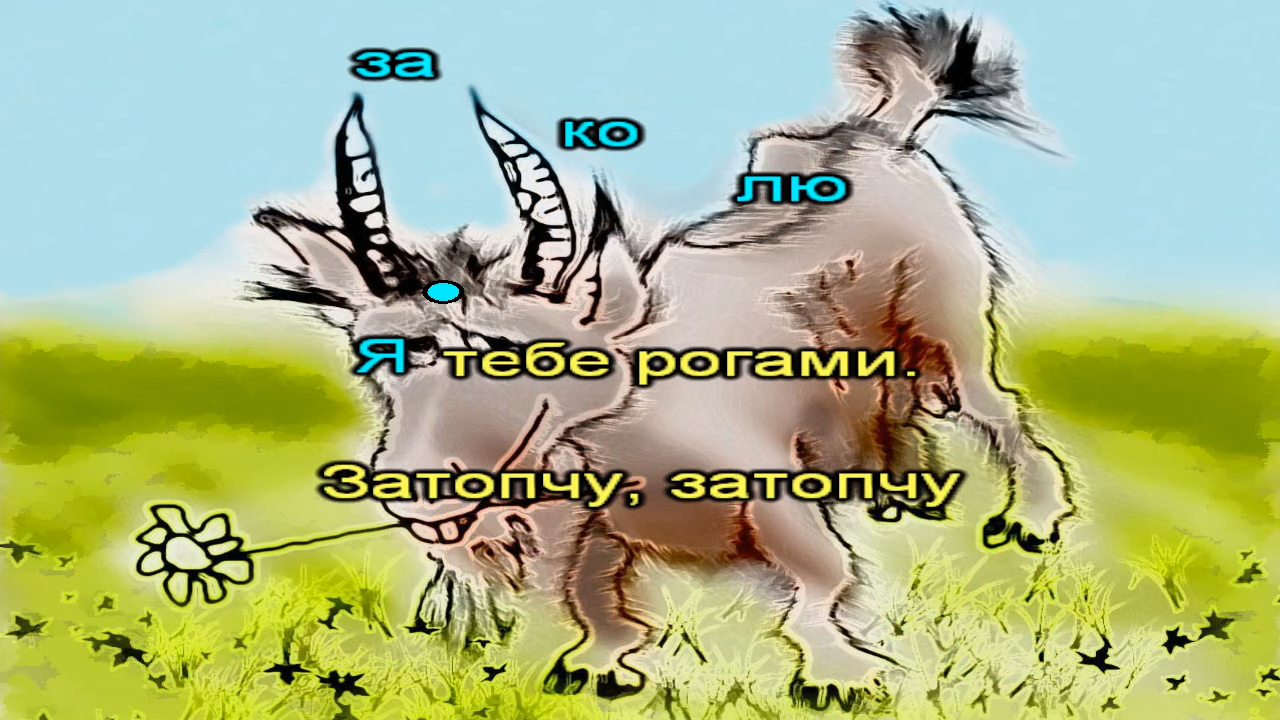 за
ко
лю
Я тебе рогами.
Затопчу, затопчу